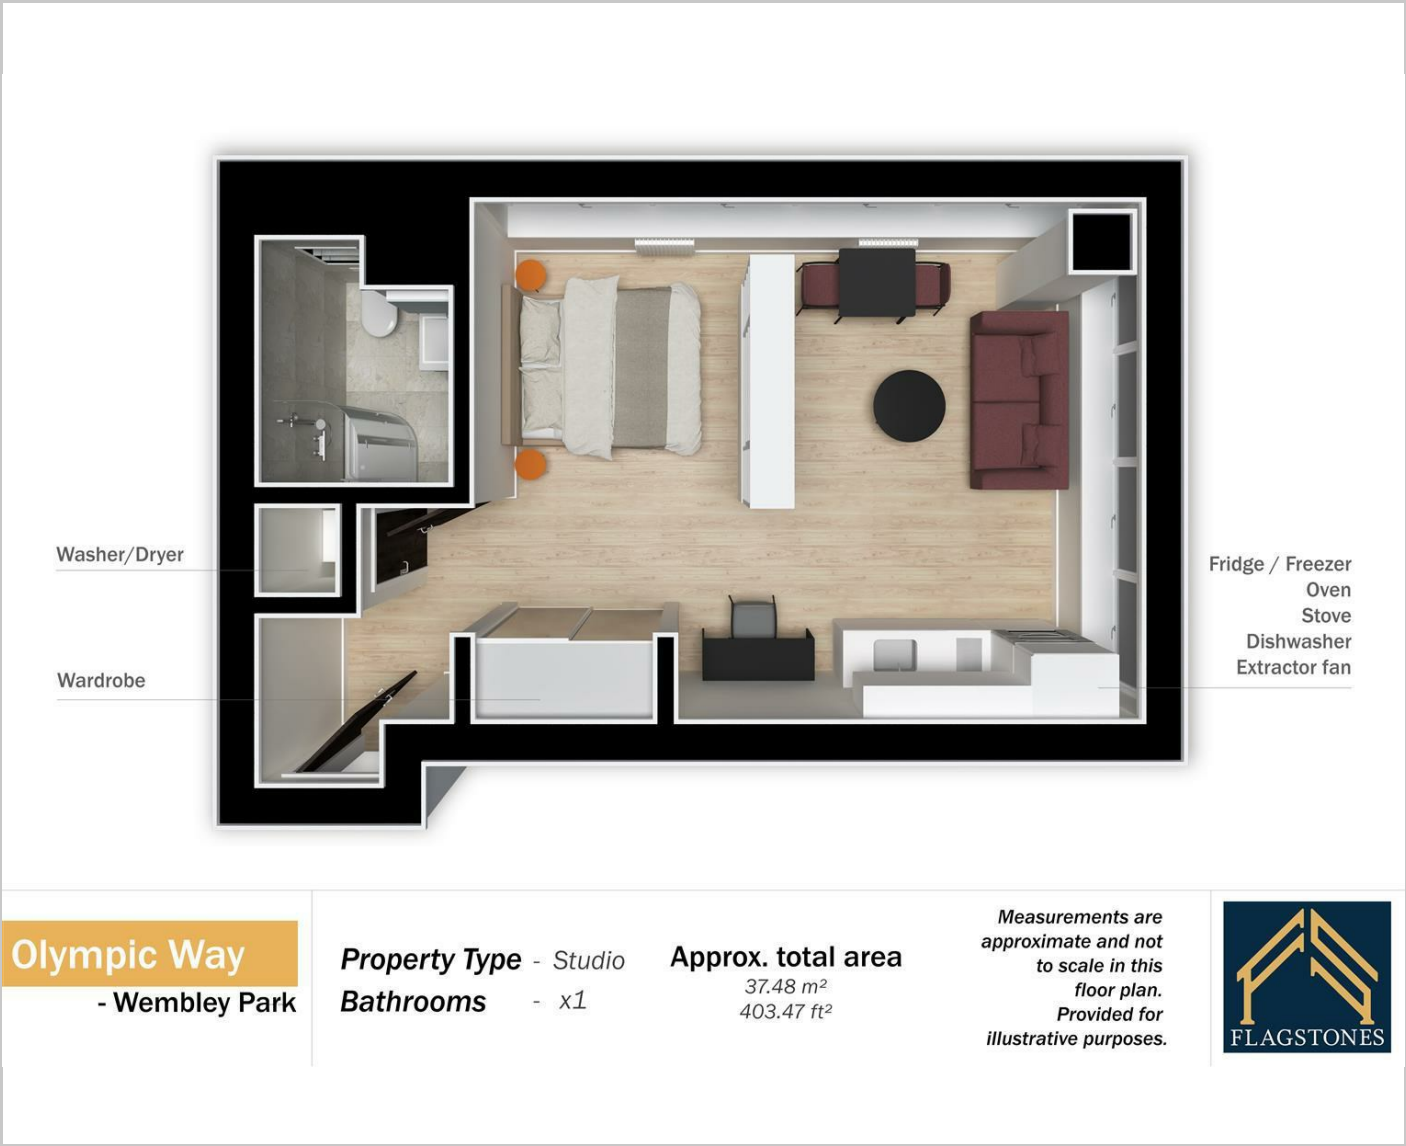 Washer/Dryer
Wardrobe
Fridge / Freezer
Oven
Stove
Dishwasher
Extractor fan
Olympic Way
- Wembley Park
Property Type - Studio
Bathrooms - x1
Approx. total area
37.48 m²
403.47 ft²
Measurements are
approximate and not
to scale in this
floor plan.
Provided for
illustrative purposes.
FLAGSTONES